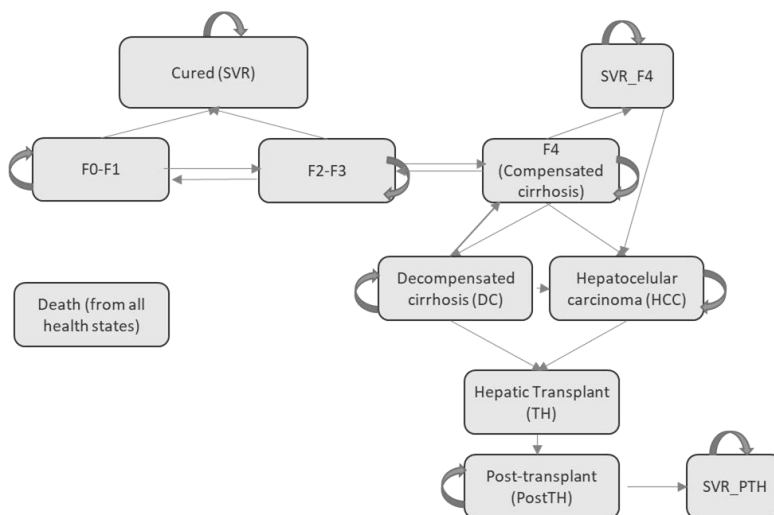 Cured (SVR)
SVR_F4
F0-F1
F2-F3
F4
(Compensated
cirrhosis)
Death (from all
health states)
Decompensated
cirrhosis (DC)
Hepatocelular
carcinoma (HCC)
Hepatic Transplant
(TH)
Post-transplant
(PostTH)
SVR_PTH